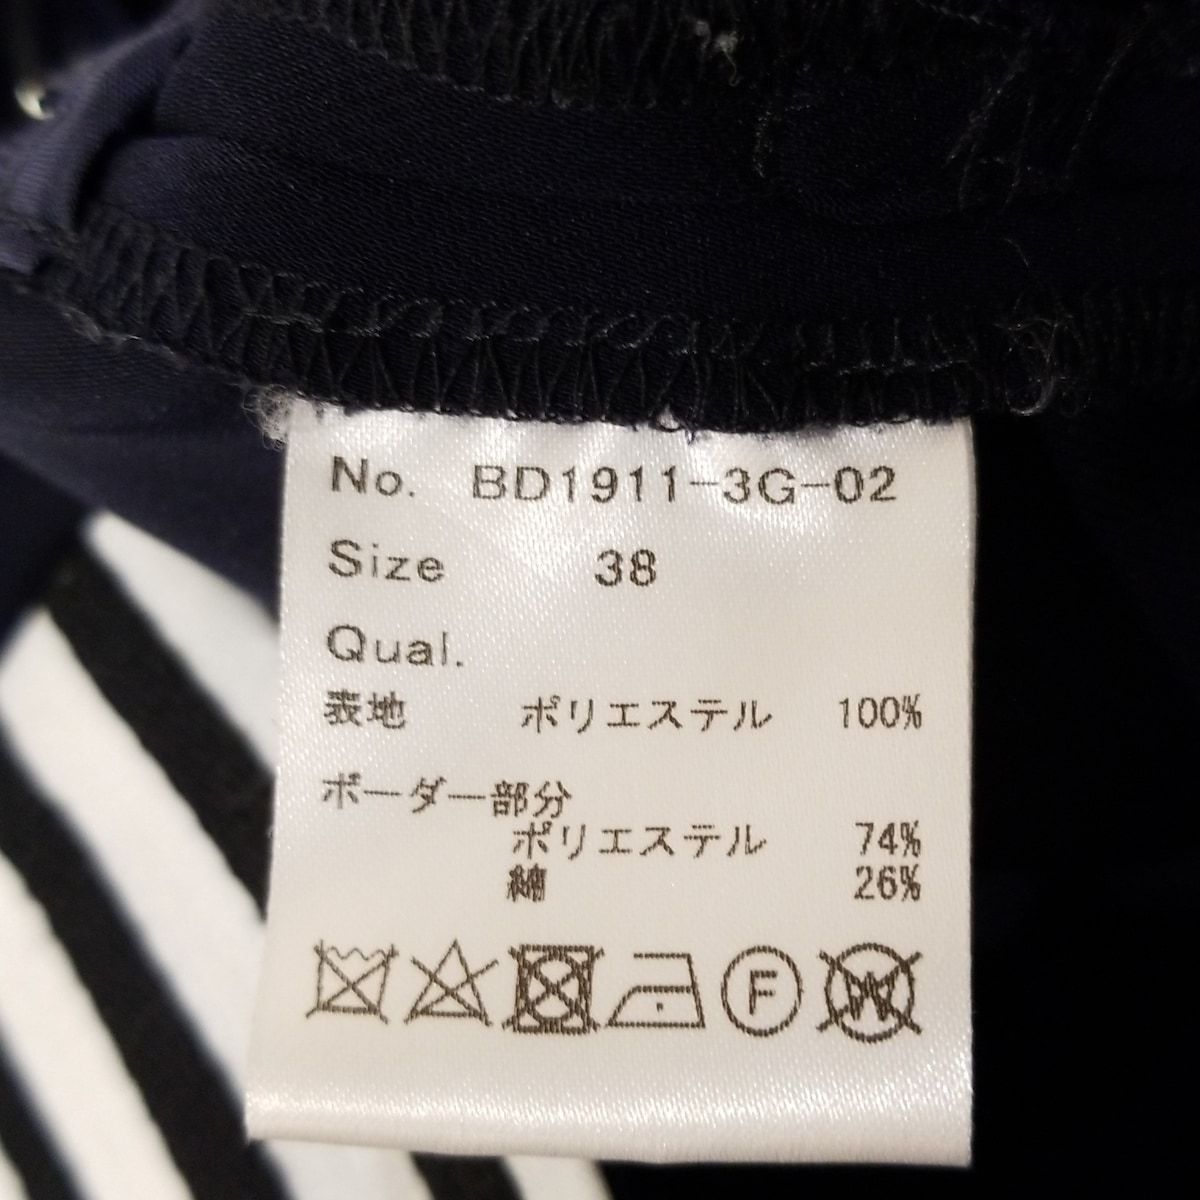 No. BD1911-3G-02
Size 38
Qual.
表地 ポリエステル 100%
ボーダー部分
ポリエステル 74%
綿 26%
F W